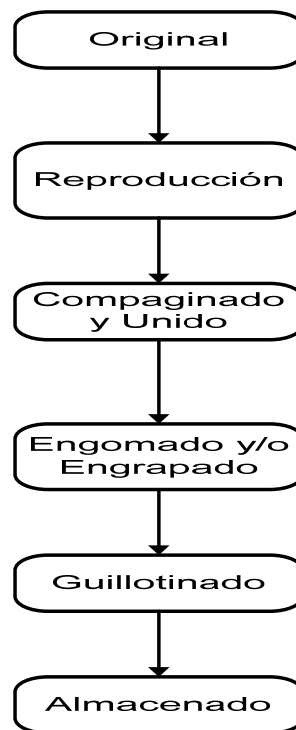 Original
Reproducción
Compaginado
y Unido
Engomado y/o
Engrapado
Guillotinado
Almacenado